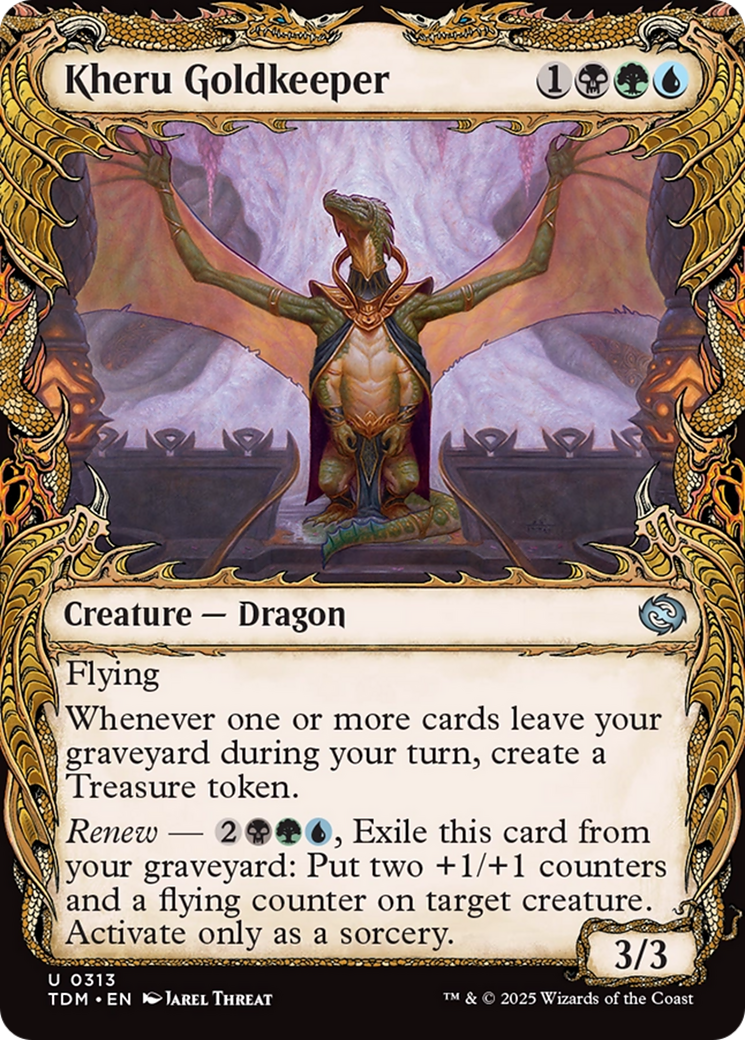 Kheru Goldkeeper 1
Creature — Dragon
Flying
Whenever one or more cards leave your
graveyard during your turn, create a
Treasure token.
Renew — 2, Exile this card from
your graveyard: Put two +1/+1 counters
and a flying counter on target creature.
Activate only as a sorcery.
3/3
U 0313
TDM • EN JAREL THREAT
™ & © 2025 Wizards of the Coast